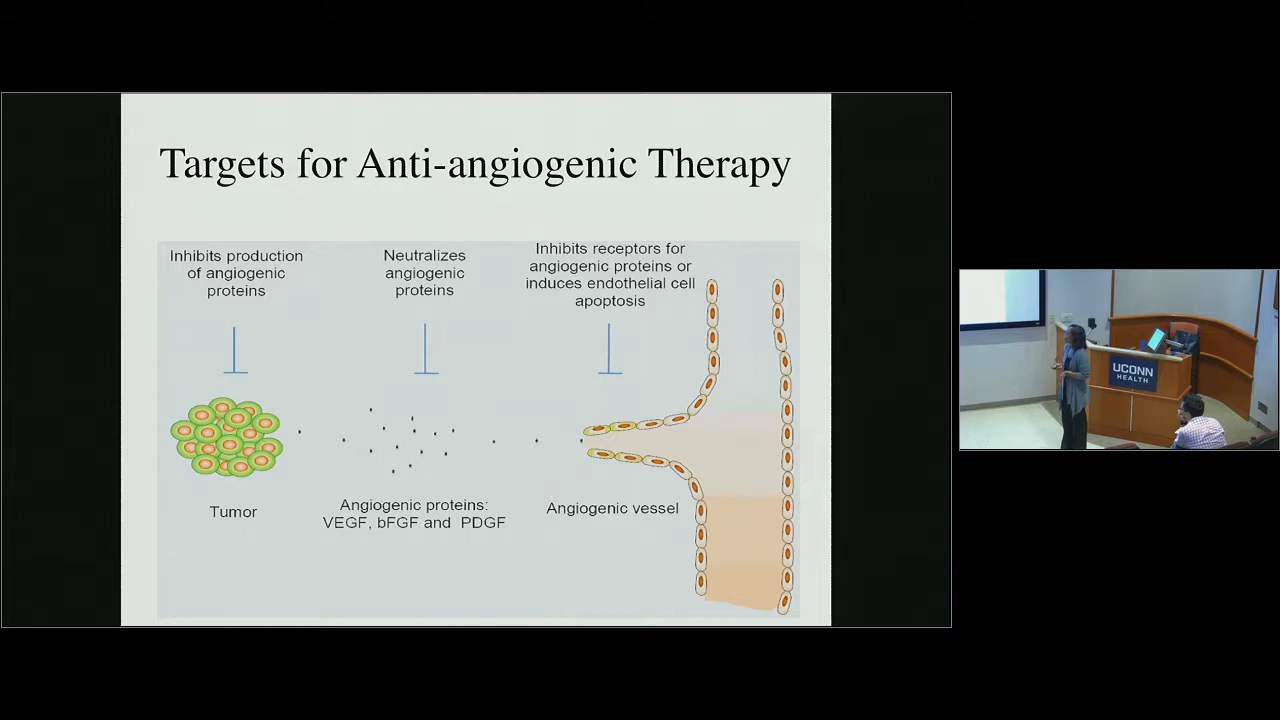 Targets for Anti-angiogenic Therapy
Inhibits production
of angiogenic
proteins
Neutralizes
angiogenic
proteins
Inhibits receptors for
angiogenic proteins or
induces endothelial cell
apoptosis
Tumor
Angiogenic proteins:
VEGF, bFGF and PDGF
Angiogenic vessel
UCONN
HEALTH